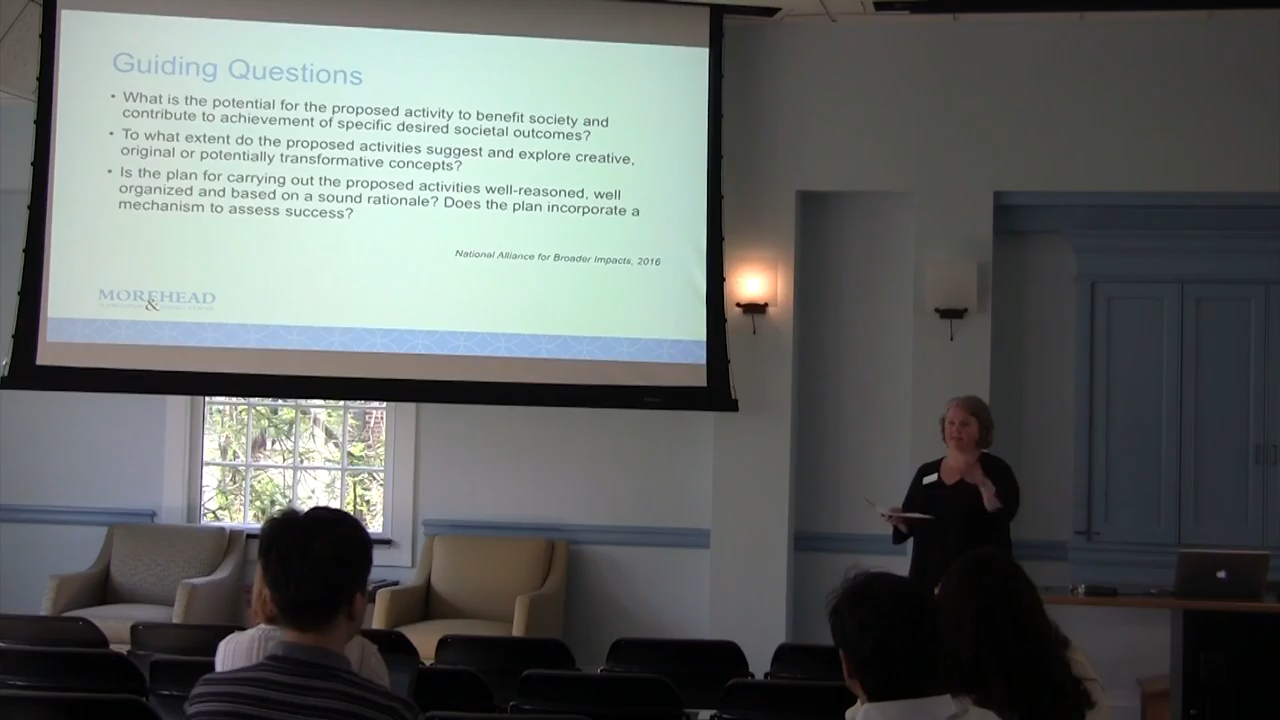 Guiding Questions
• What is the potential for the proposed activity to benefit society and
contribute to achievement of specific desired societal outcomes?
• To what extent do the proposed activities suggest and explore creative,
original or potentially transformative concepts?
• Is the plan for carrying out the proposed activities well-reasoned, well
organized and based on a sound rationale? Does the plan incorporate a
mechanism to assess success?
National Alliance for Broader Impacts, 2016
MOREHEAD
&